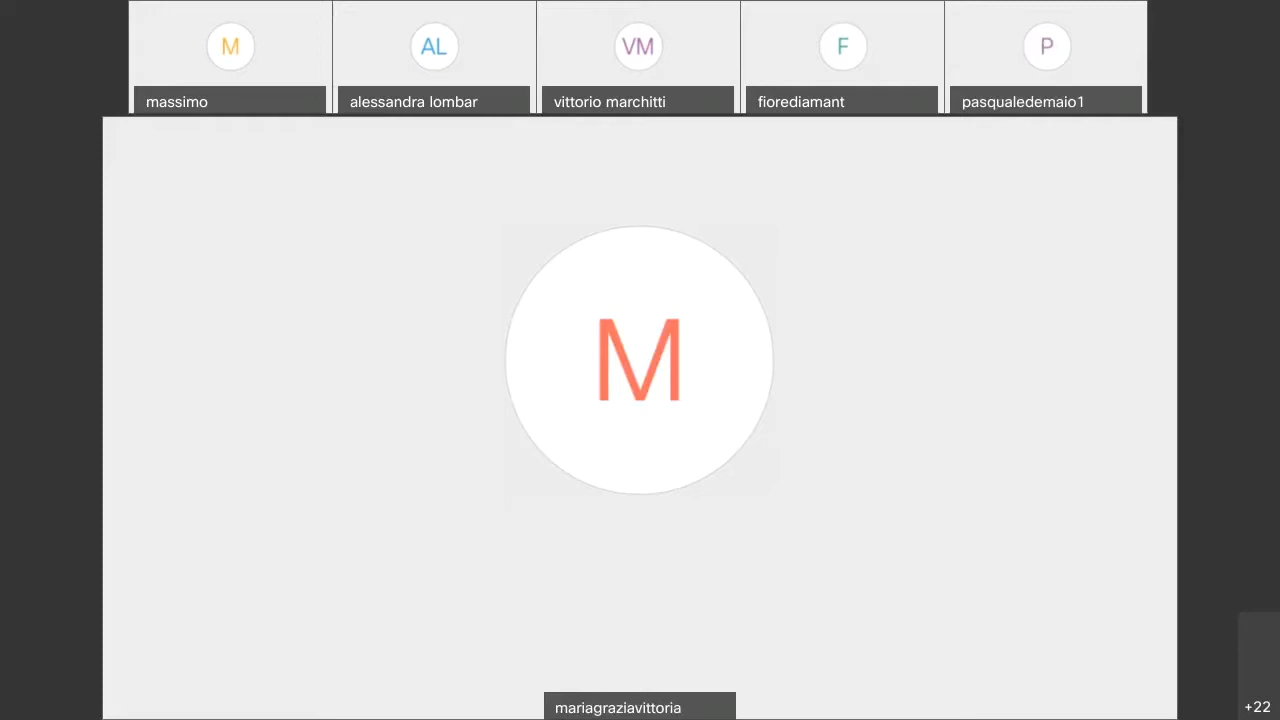 M
AL
VM
F
P
massimo
alessandra lombar
vittorio marchitti
fiorediamant
pasqualedemaio1
M
mariagraziavittoria
+22